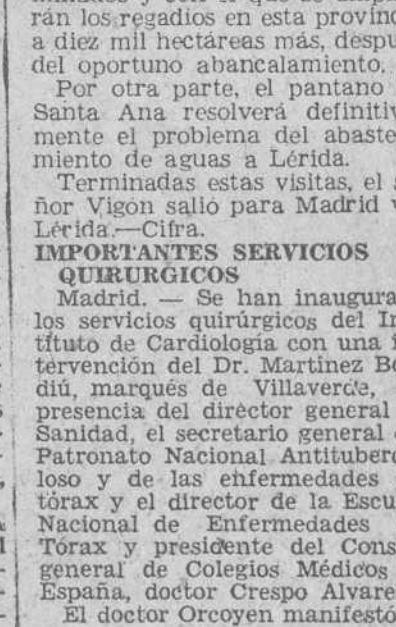 rán los regadios en esta provinc
a diez mil hectáreas más, despu
del oportuno abancalamiento.
Por otra parte, el pantano
Santa Ana resolverá definitiv
mente el problema del abaste
miento de aguas a Lérida.
Terminadas estas visitas, el s
ñor Vigón salió para Madrid v
Lérida.—Cifra.
IMPORTANTES SERVICIOS
QUIRURGICOS
Madrid. — Se han inaugura
los servicios quirúrgicos del In
tituto de Cardiología con una i
tervención del Dr. Martinez Bo
diú, marqués de Villaverde,
presencia del director general
Sanidad, el secretario general
Patronato Nacional Antituberc
loso y de las enfermedades
tórax y el director de la Escu
Nacional de Enfermedades
Tórax y presidente del Cons
general de Colegios Médicos
España, doctor Crespo Alvare
El doctor Orcoyen manifestó